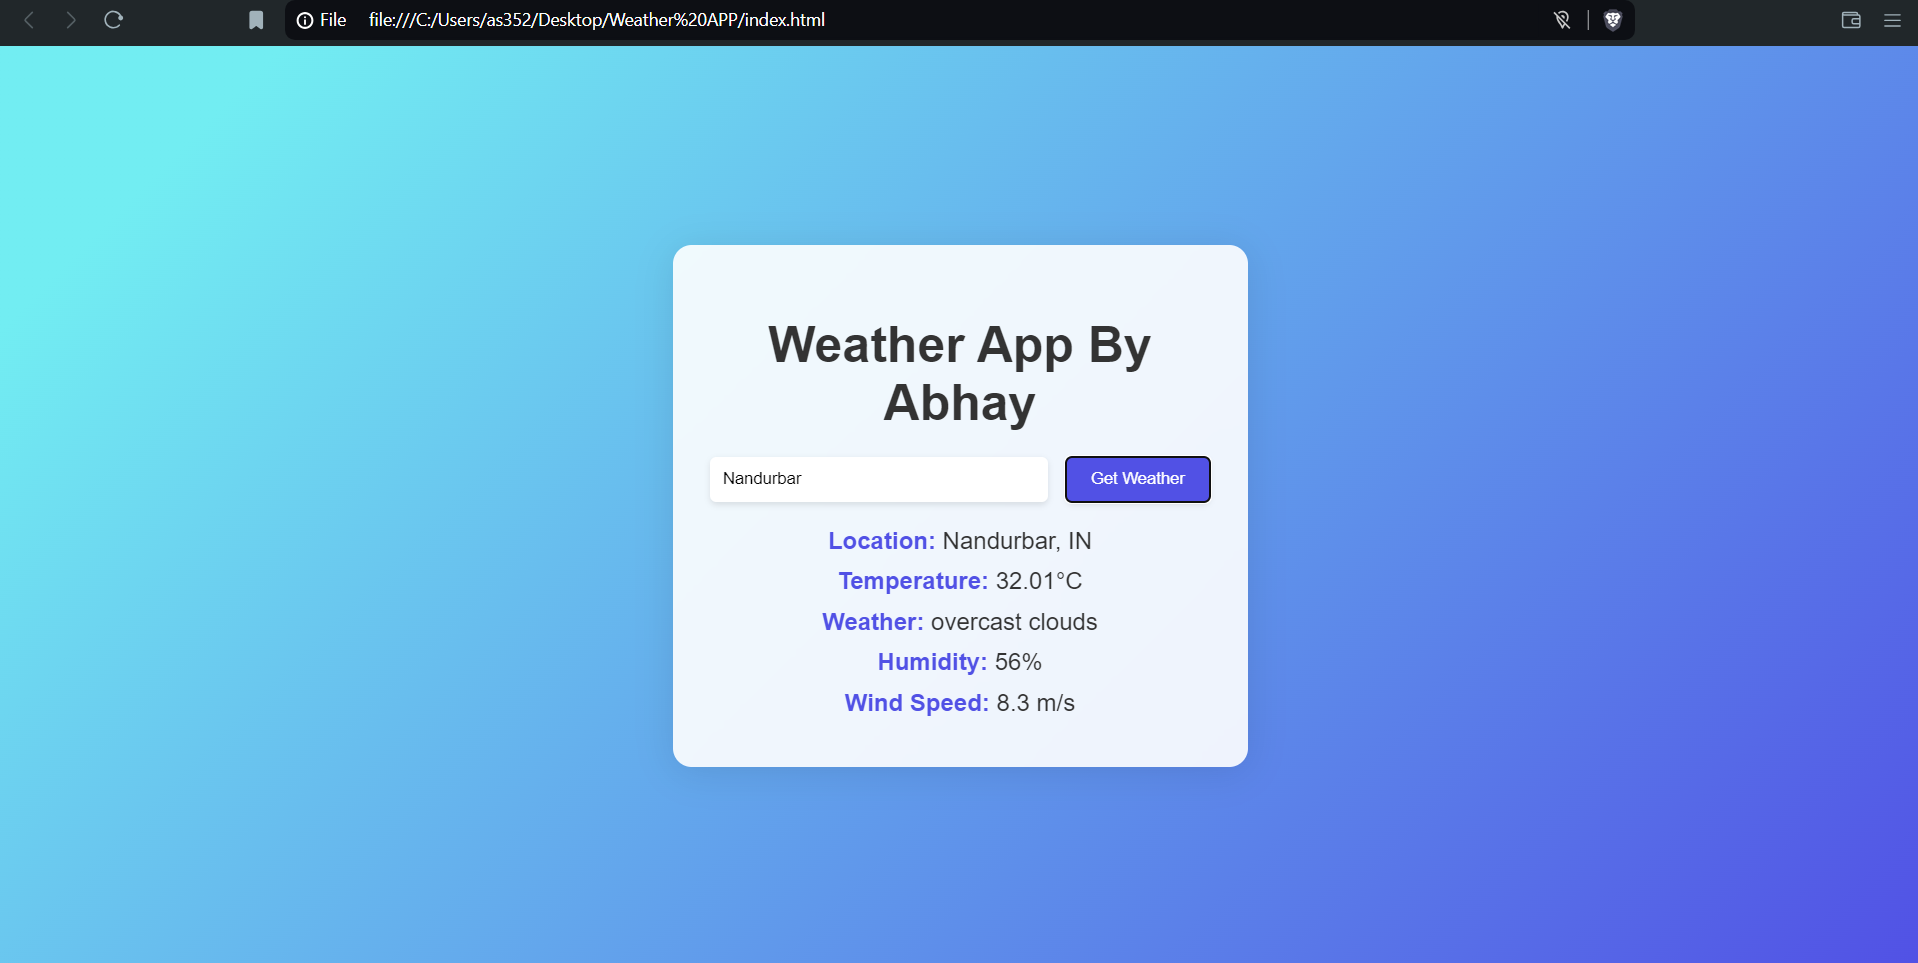 File file:///C:/Users/as352/Desktop/Weather%20APP/index.html
Weather App By
Abhay
Nandurbar Get Weather
Location: Nandurbar, IN
Temperature: 32.01°C
Weather: overcast clouds
Humidity: 56%
Wind Speed: 8.3 m/s